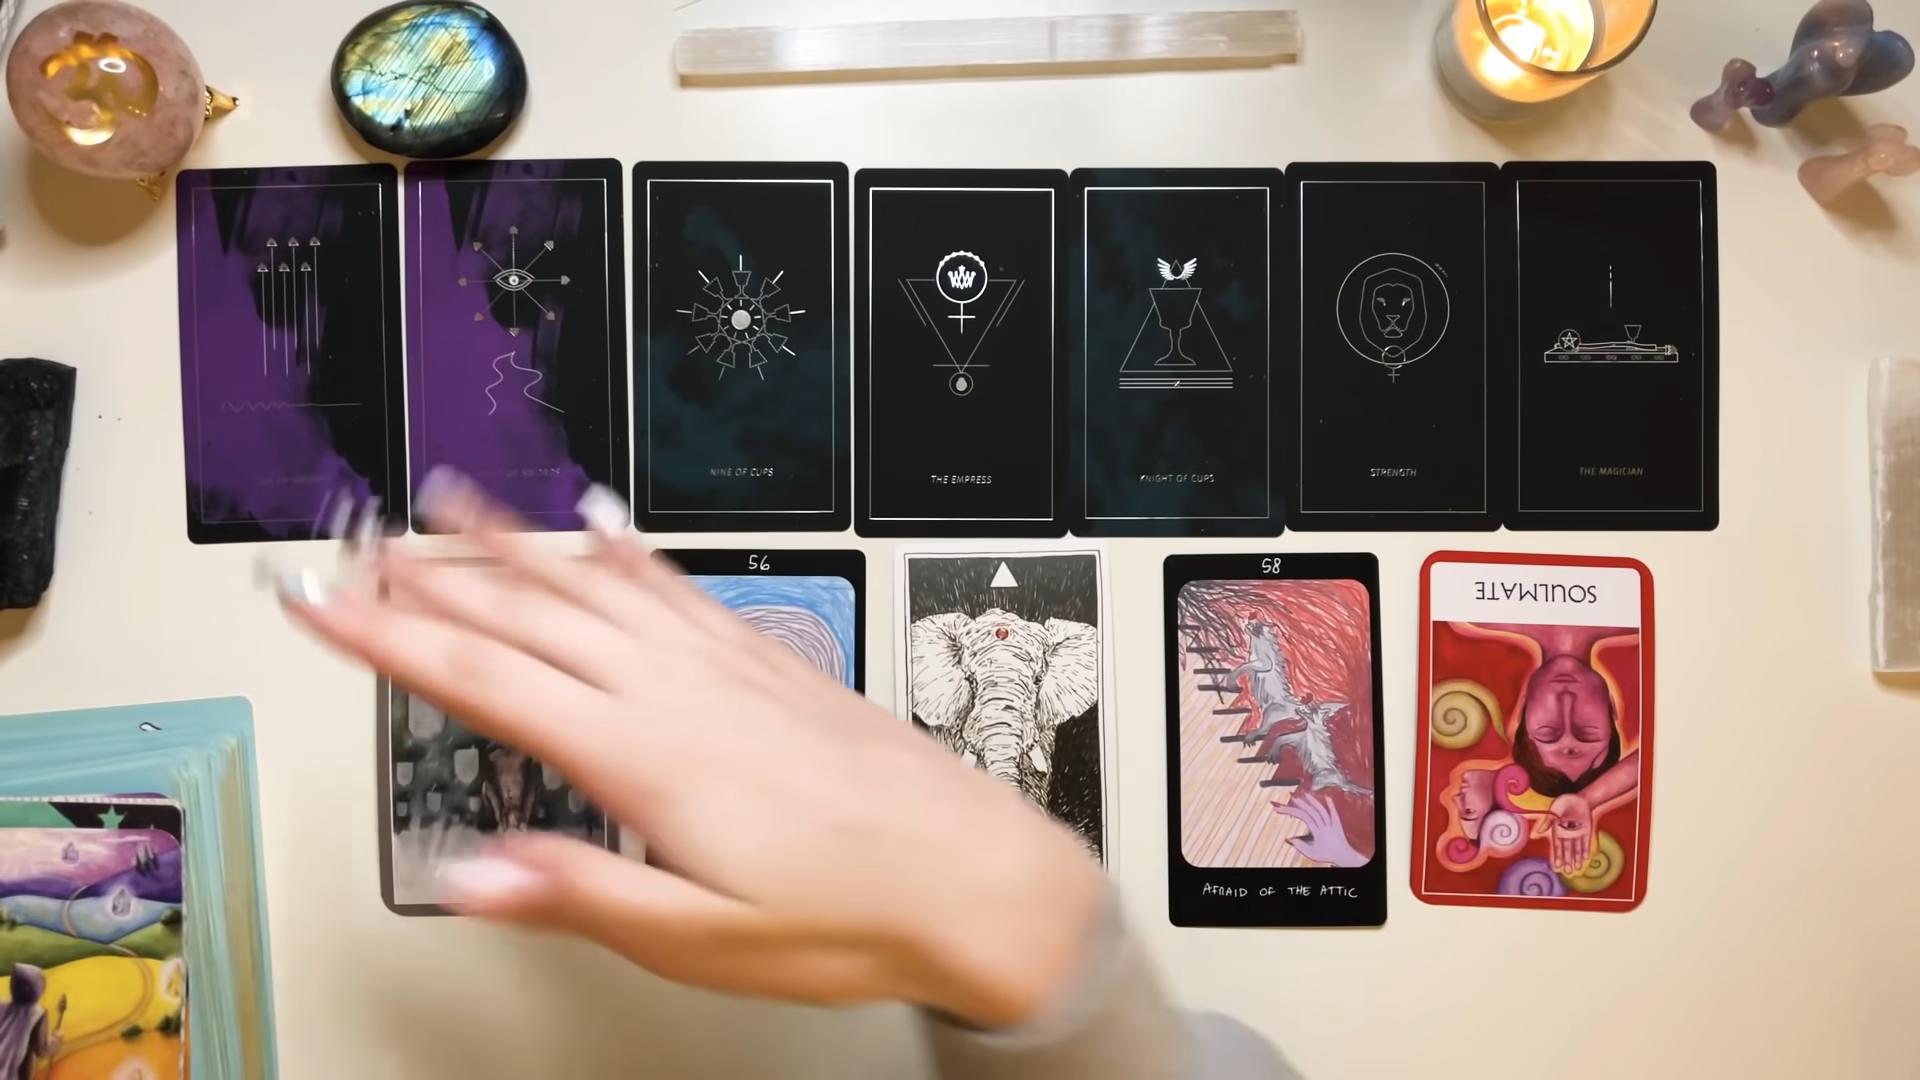 NINE OF CUPS
THE EMPRESS
KNIGHT OF CUPS
STRENGTH
THE MAGICIAN
56
58
AFRAID OF THE ATTIC
SOULMATE